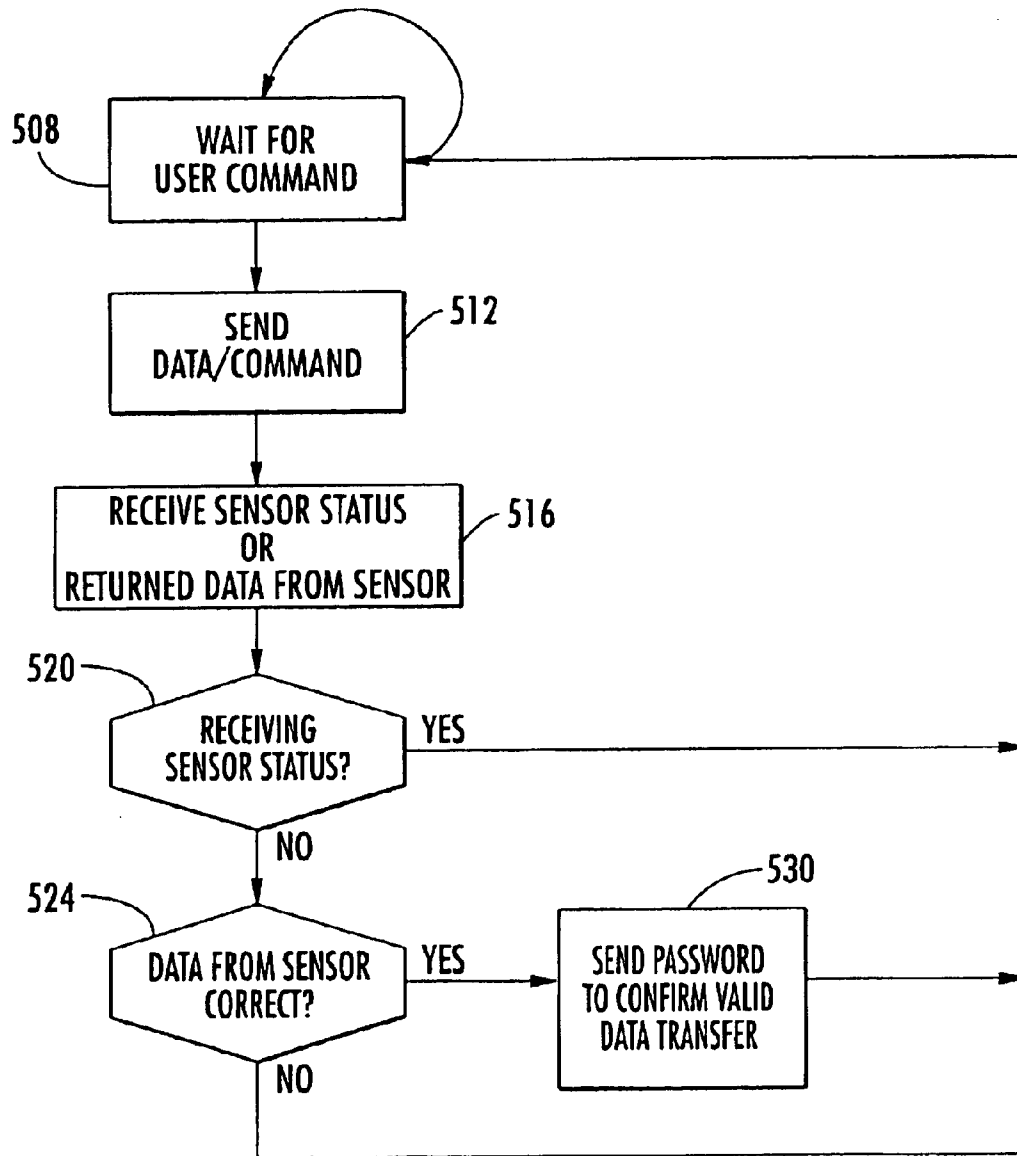 508
WAIT FOR
USER COMMAND
512
SEND
DATA/COMMAND
516
RECEIVE SENSOR STATUS
OR
RETURNED DATA FROM SENSOR
520
RECEIVING
SENSOR STATUS?
YES
NO
524
DATA FROM SENSOR
CORRECT?
YES
NO
530
SEND PASSWORD
TO CONFIRM VALID
DATA TRANSFER